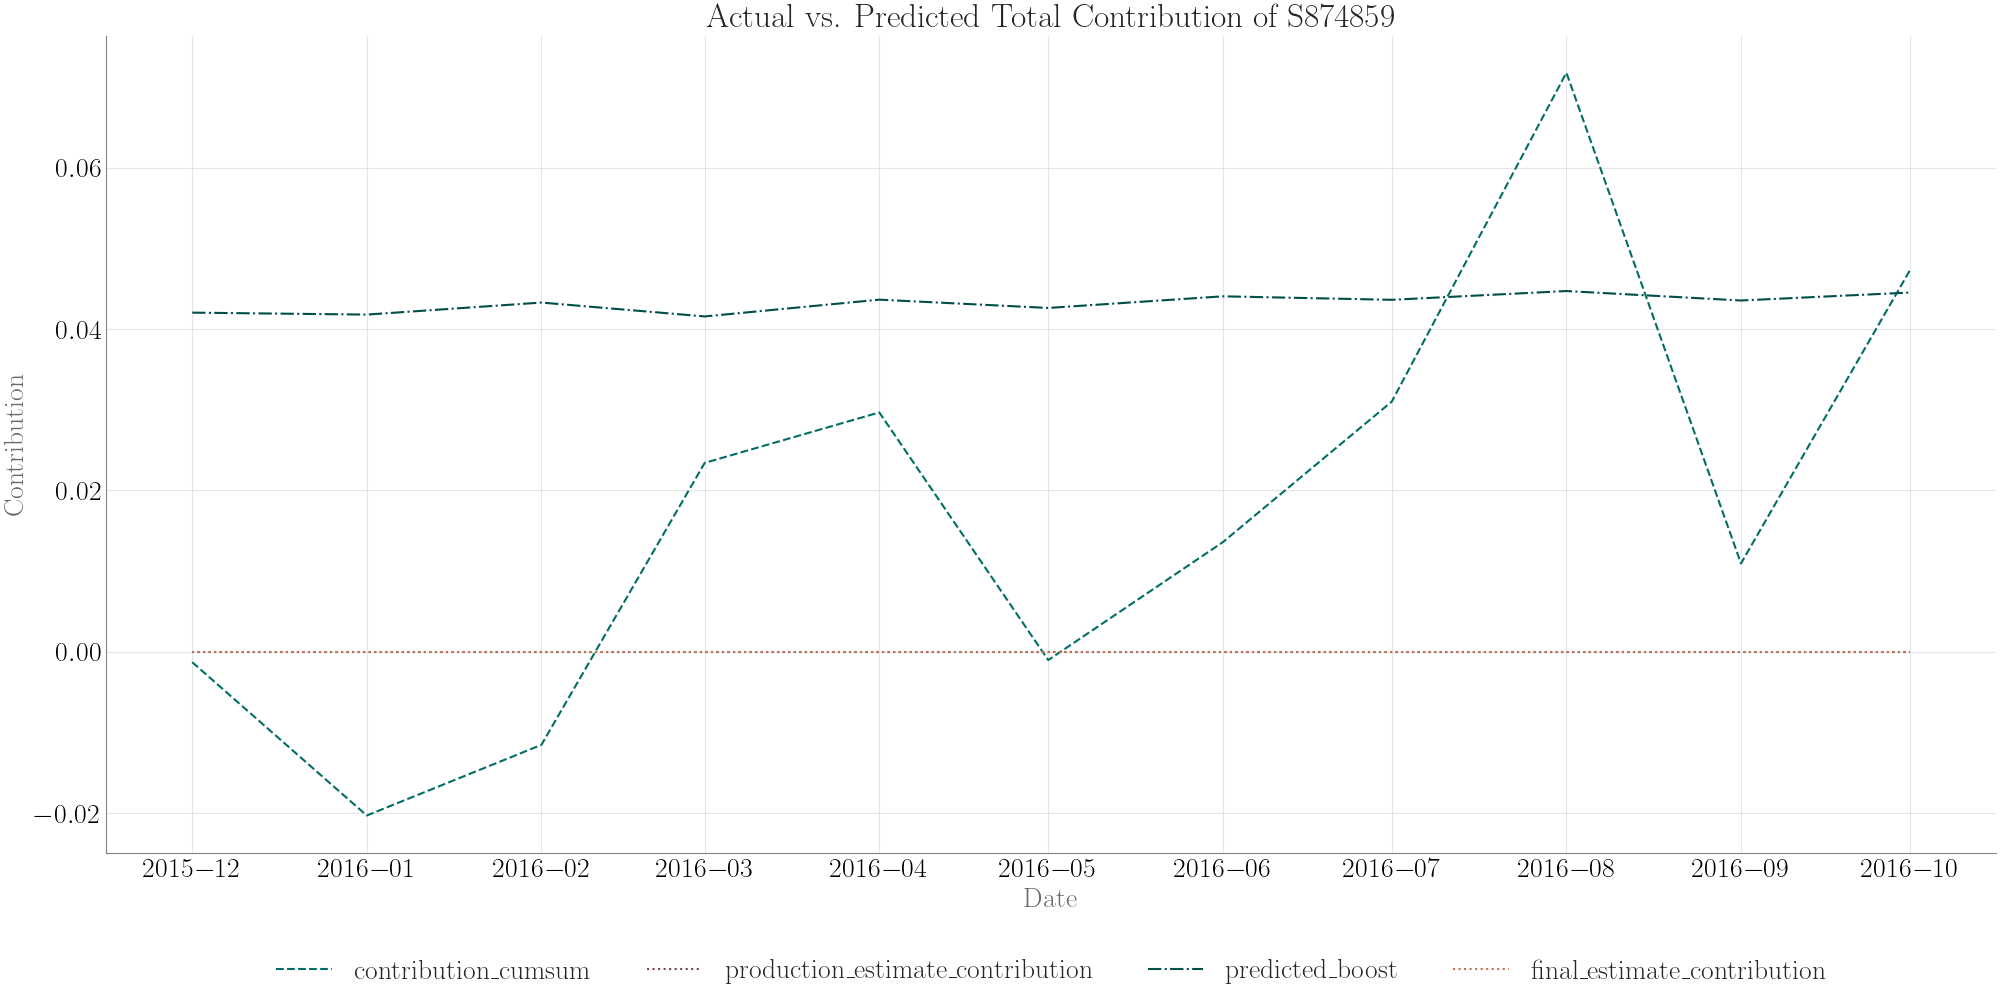 Actual vs. Predicted Total Contribution of S874859
Contribution
0.06
0.04
0.02
0.00
−0.02
2015−12 2016−01 2016−02 2016−03 2016−04 2016−05 2016−06 2016−07 2016−08 2016−09 2016−10
Date
contribution_cumsum production_estimate_contribution predicted_boost final_estimate_contribution